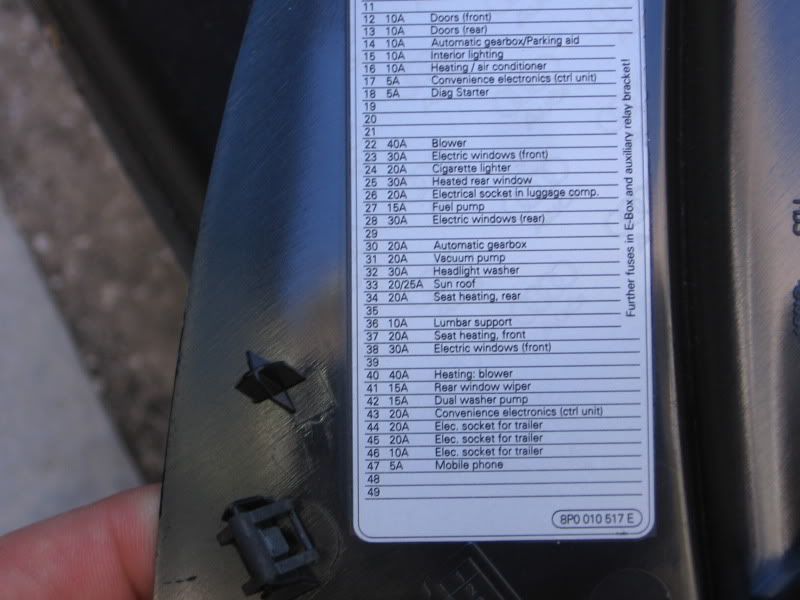 11
12 10A Doors (front)
13 10A Doors (rear)
14 10A Automatic gearbox/Parking aid
15 10A Interior lighting
16 10A Heating / air conditioner
17 5A Convenience electronics (ctrl unit)
18 5A Diag Starter
19
20
21
22 40A Blower
23 30A Electric windows (front)
24 20A Cigarette lighter
25 30A Heated rear window
26 20A Electrical socket in luggage comp.
27 15A Fuel pump
28 30A Electric windows (rear)
29
30 20A Automatic gearbox
31 20A Vacuum pump
32 30A Headlight washer
33 20/25A Sun roof
34 20A Seat heating, rear
35
36 10A Lumbar support
37 20A Seat heating, front
38 30A Electric windows (front)
39
40 40A Heating: blower
41 15A Rear window wiper
42 15A Dual washer pump
43 20A Convenience electronics (ctrl unit)
44 20A Elec. socket for trailer
45 20A Elec. socket for trailer
46 10A Elec. socket for trailer
47 5A Mobile phone
48
49
Further fuses in E-Box and auxiliary relay bracket!
8P0 010 517 E